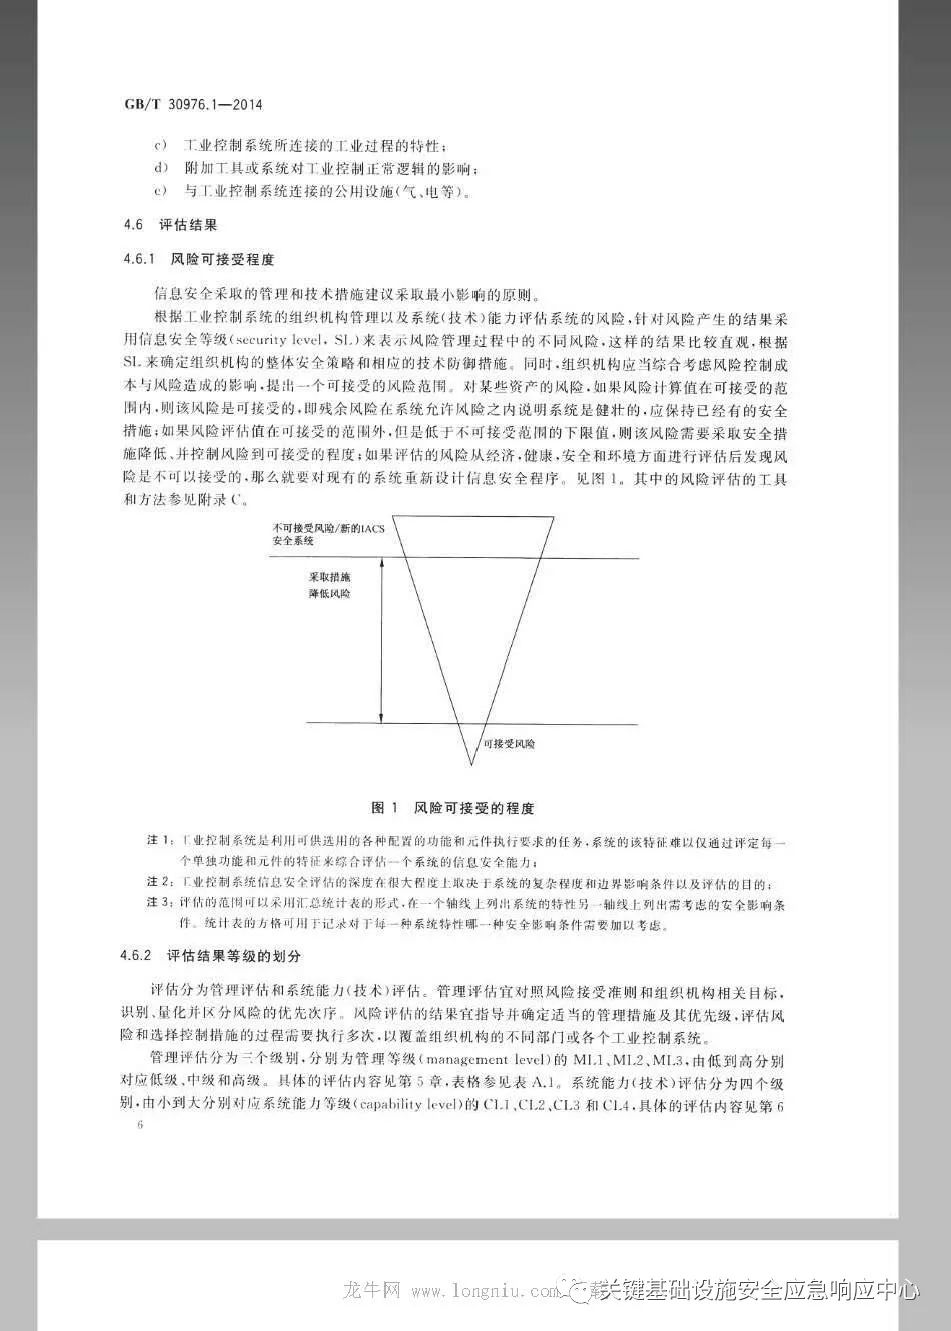 GB/T 30976.1—2014
c) 工业控制系统所连接的工业过程的特性;
d) 附加工具或系统对工业控制正常逻辑的影响;
e) 与工业控制系统连接的公用设施(气、电等)。
4.6 评估结果
4.6.1 风险可接受程度
信息安全采取的管理和技术措施建议采取最小影响的原则。
根据工业控制系统的组织机构管理以及系统(技术)能力评估系统的风险,针对风险产生的结果采
用信息安全等级(security level, SL)来表示风险管理过程中的不同风险,这样的结果比较直观,根据
SL 来确定组织机构的整体安全策略和相应的技术防御措施。同时,组织机构应当综合考虑风险控制成
本与风险造成的影响,提出一个可接受的风险范围。对某些资产的风险,如果风险计算值在可接受的范
围内,则该风险是可接受的,即残余风险在系统允许风险之内说明系统是健壮的,应保持已经有的安全
措施;如果风险评估值在可接受的范围外,但是低于不可接受范围的下限值,则该风险需要采取安全措
施降低、并控制风险到可接受的程度;如果评估的风险从经济,健康,安全和环境方面进行评估后发现风
险是不可以接受的,那么就要对现有的系统重新设计信息安全程序。见图 1。其中的风险评估的工具
和方法参见附录 C。
不可接受风险/新的IACS
安全系统
采取措施
降低风险
可接受风险
图 1 风险可接受的程度
注 1: 工业控制系统是利用可供选用的各种配置的功能和元件执行要求的任务,系统的该特征难以仅通过评定每一
个单独功能和元件的特征来综合评估一个系统的信息安全能力;
注 2: 工业控制系统信息安全评估的深度在很大程度上取决于系统的复杂程度和边界影响条件以及评估的目的;
注 3: 评估的范围可以采用汇总统计表的形式,在一个轴线上列出系统的特性另一轴线上列出需考虑的安全影响条
件。统计表的方格可用于记录对于每一种系统特性哪一种安全影响条件需要加以考虑。
4.6.2 评估结果等级的划分
评估分为管理评估和系统能力(技术)评估。管理评估宜对照风险接受准则和组织机构相关目标,
识别、量化并区分风险的优先次序。风险评估的结果宜指导并确定适当的管理措施及其优先级,评估风
险和选择控制措施的过程需要执行多次,以覆盖组织机构的不同部门或各个工业控制系统。
管理评估分为三个级别,分别为管理等级(management level)的 ML1、ML2、ML3,由低到高分别
对应低级、中级和高级。具体的评估内容见第 5 章,表格参见表 A.1。系统能力(技术)评估分为四个级
别,由小到大分别对应系统能力等级(capability level)的 CL1、CL2、CL3 和 CL4,具体的评估内容见第 6
6
龙牛网 www.longniu.com
关键基础设施安全应急响应中心